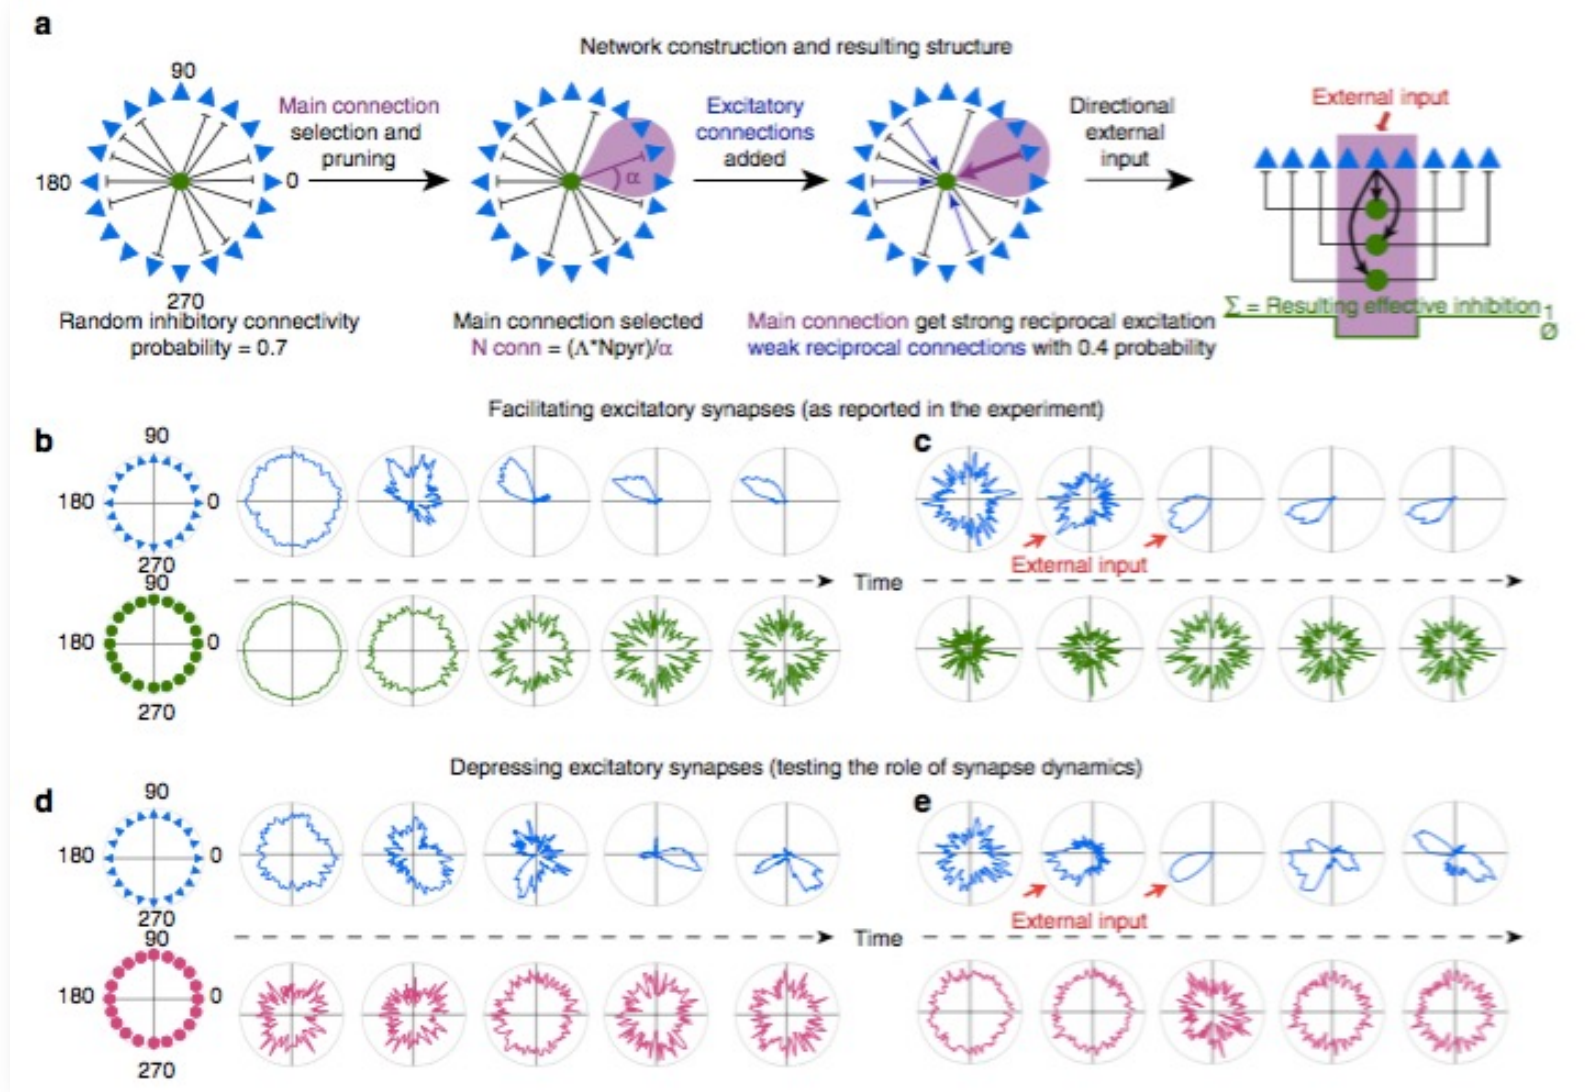 a
Network construction and resulting structure
90
180
0
270
Main connection
selection and
pruning
α
Excitatory
connections
added
Directional
external
input
External input
Σ = Resulting effective inhibition
1
Ø
Random inhibitory connectivity
probability = 0.7
Main connection selected
N conn = (Λ*Npyr)/α
Main connection get strong reciprocal excitation
weak reciprocal connections with 0.4 probability
Facilitating excitatory synapses (as reported in the experiment)
b
90
180
0
270
c
External input
Time
90
180
0
270
Depressing excitatory synapses (testing the role of synapse dynamics)
d
90
180
0
270
e
External input
Time
90
180
0
270